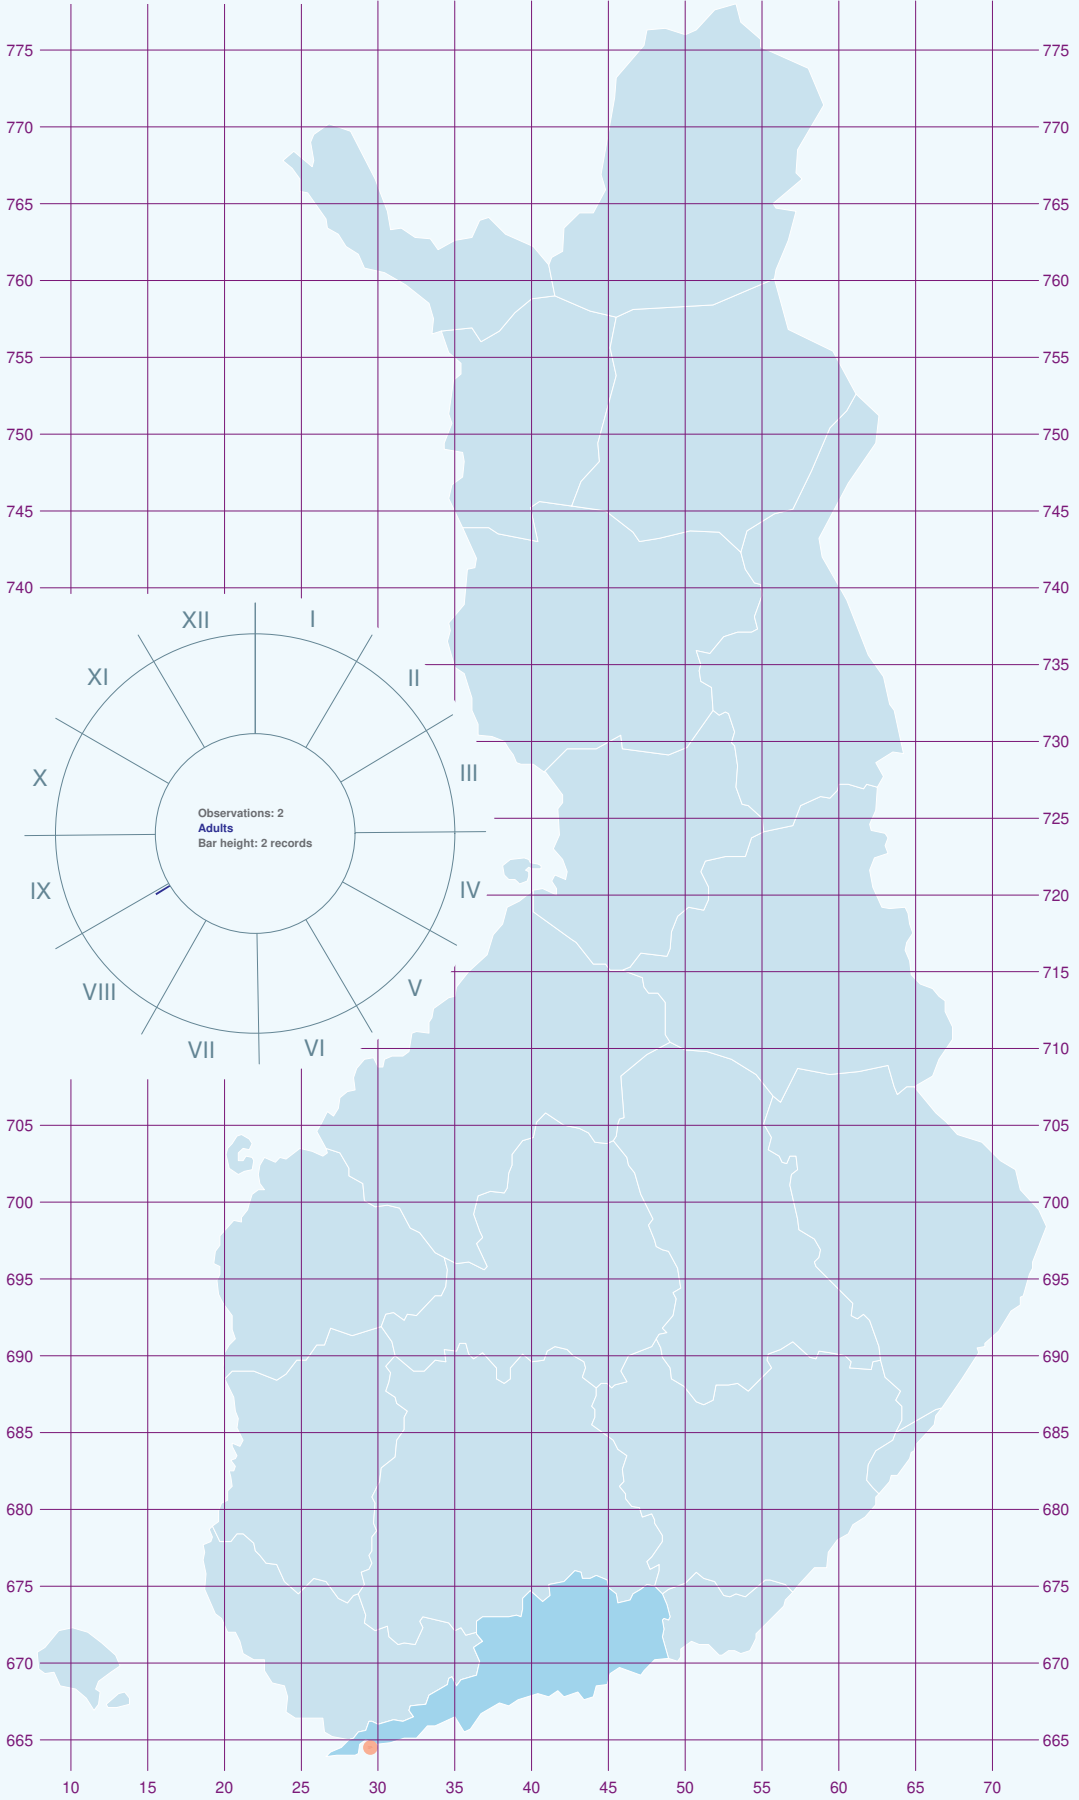 775 775
770 770
765 765
760 760
755 755
750 750
745 745
740 740
XII I
XI II
735
730 730
X III
Observations: 2
Adults
Bar height: 2 records
725
IX IV
720
VIII V
715
VII VI
710
705 705
700 700
695 695
690 690
685 685
680 680
675 675
670 670
665 665
10 15 20 25 30 35 40 45 50 55 60 65 70